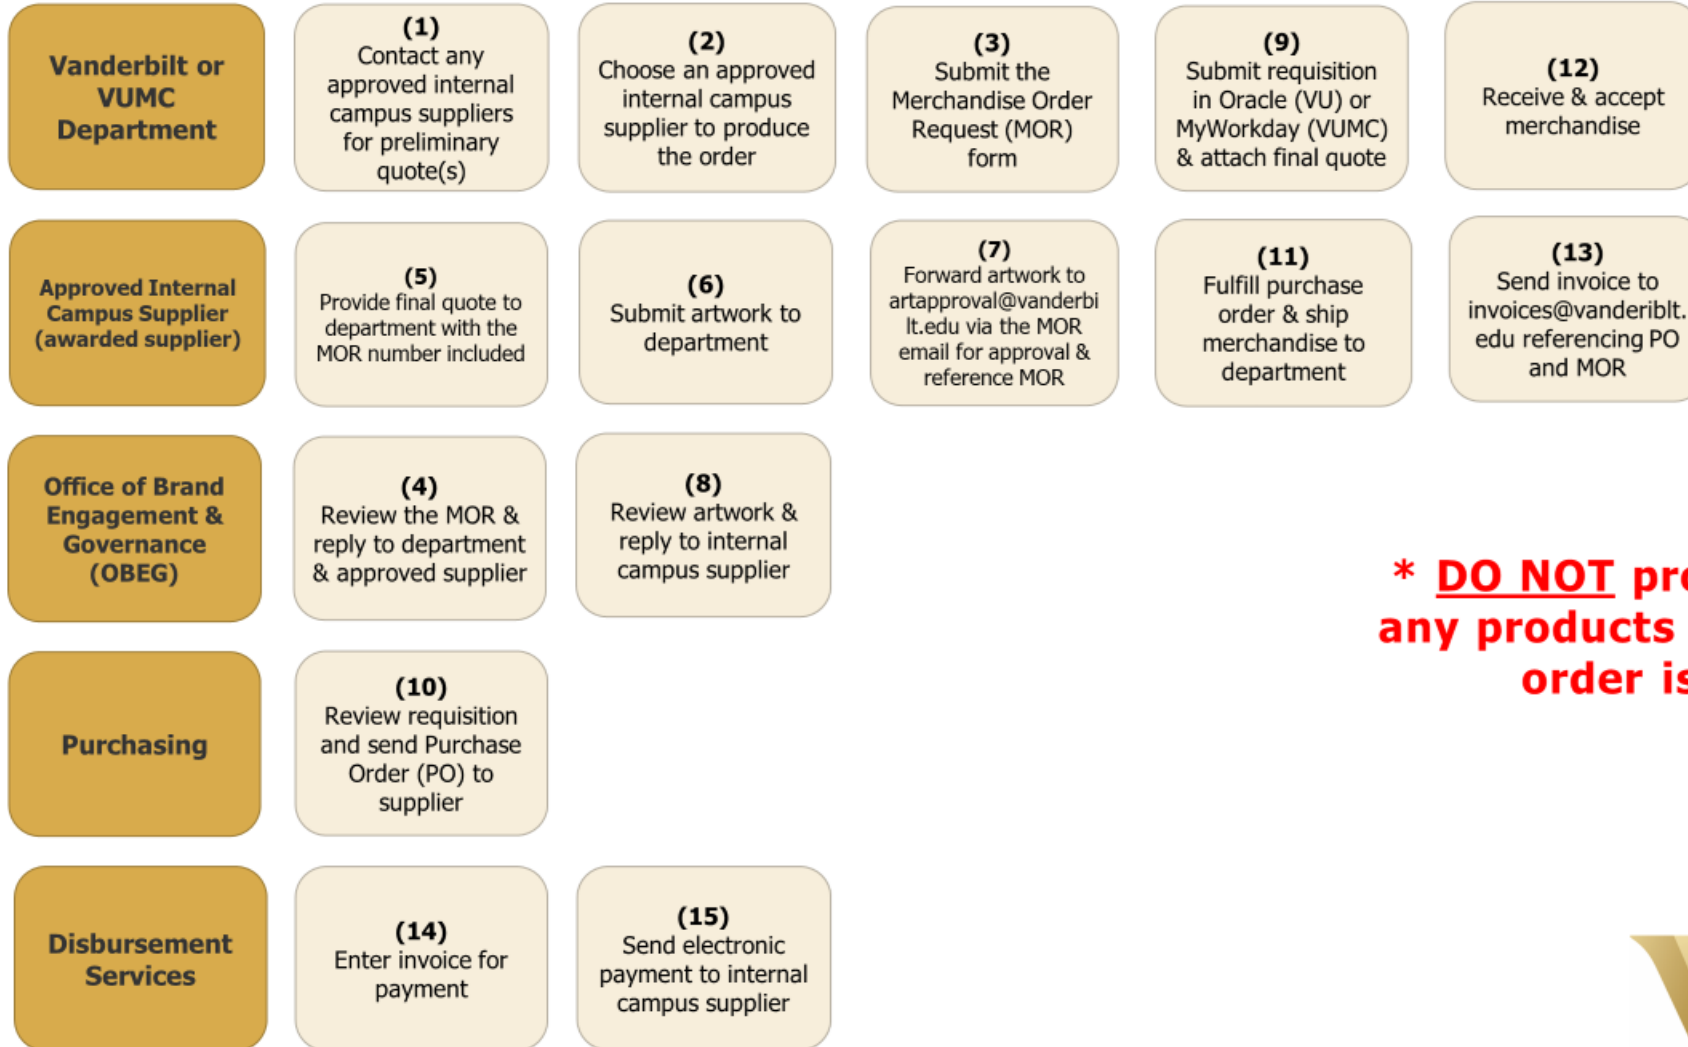 Vanderbilt or
VUMC
Department
(1)
Contact any
approved internal
campus suppliers
for preliminary
quote(s)
(2)
Choose an approved
internal campus
supplier to produce
the order
(3)
Submit the
Merchandise Order
Request (MOR)
form
(9)
Submit requisition
in Oracle (VU) or
MyWorkday (VUMC)
& attach final quote
(12)
Receive & accept
merchandise
Approved Internal
Campus Supplier
(awarded supplier)
(5)
Provide final quote to
department with the
MOR number included
(6)
Submit artwork to
department
(7)
Forward artwork to
artapproval@vanderbi
lt.edu via the MOR
email for approval &
reference MOR
(11)
Fulfill purchase
order & ship
merchandise to
department
(13)
Send invoice to
invoices@vanderiblt.
edu referencing PO
and MOR
Office of Brand
Engagement &
Governance
(OBEG)
(4)
Review the MOR &
reply to department
& approved supplier
(8)
Review artwork &
reply to internal
campus supplier
* DO NOT
any products
order
Purchasing
(10)
Review requisition
and send Purchase
Order (PO) to
supplier
Disbursement
Services
(14)
Enter invoice for
payment
(15)
Send electronic
payment to internal
campus supplier